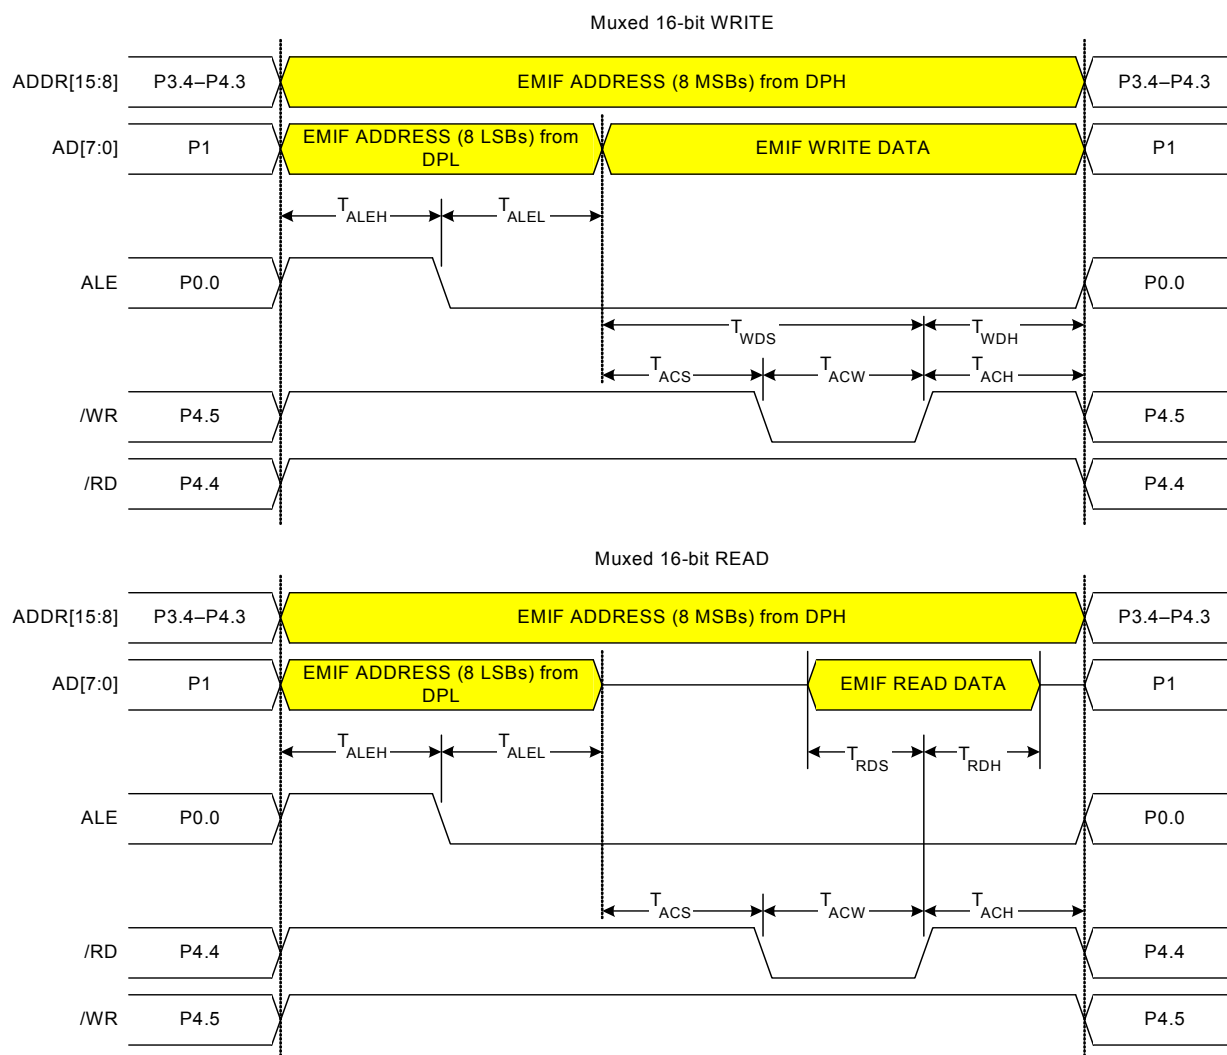 Muxed 16-bit WRITE
ADDR[15:8] P3.4–P4.3 EMIF ADDRESS (8 MSBs) from DPH P3.4–P4.3
AD[7:0] P1 EMIF ADDRESS (8 LSBs) from DPL EMIF WRITE DATA P1
TALEH TALEL
ALE P0.0 P0.0
TWDS TWDH
TACS TACW TACH
/WR P4.5 P4.5
/RD P4.4 P4.4
Muxed 16-bit READ
ADDR[15:8] P3.4–P4.3 EMIF ADDRESS (8 MSBs) from DPH P3.4–P4.3
AD[7:0] P1 EMIF ADDRESS (8 LSBs) from DPL EMIF READ DATA P1
TALEH TALEL TRDS TRDH
ALE P0.0 P0.0
TACS TACW TACH
/RD P4.4 P4.4
/WR P4.5 P4.5